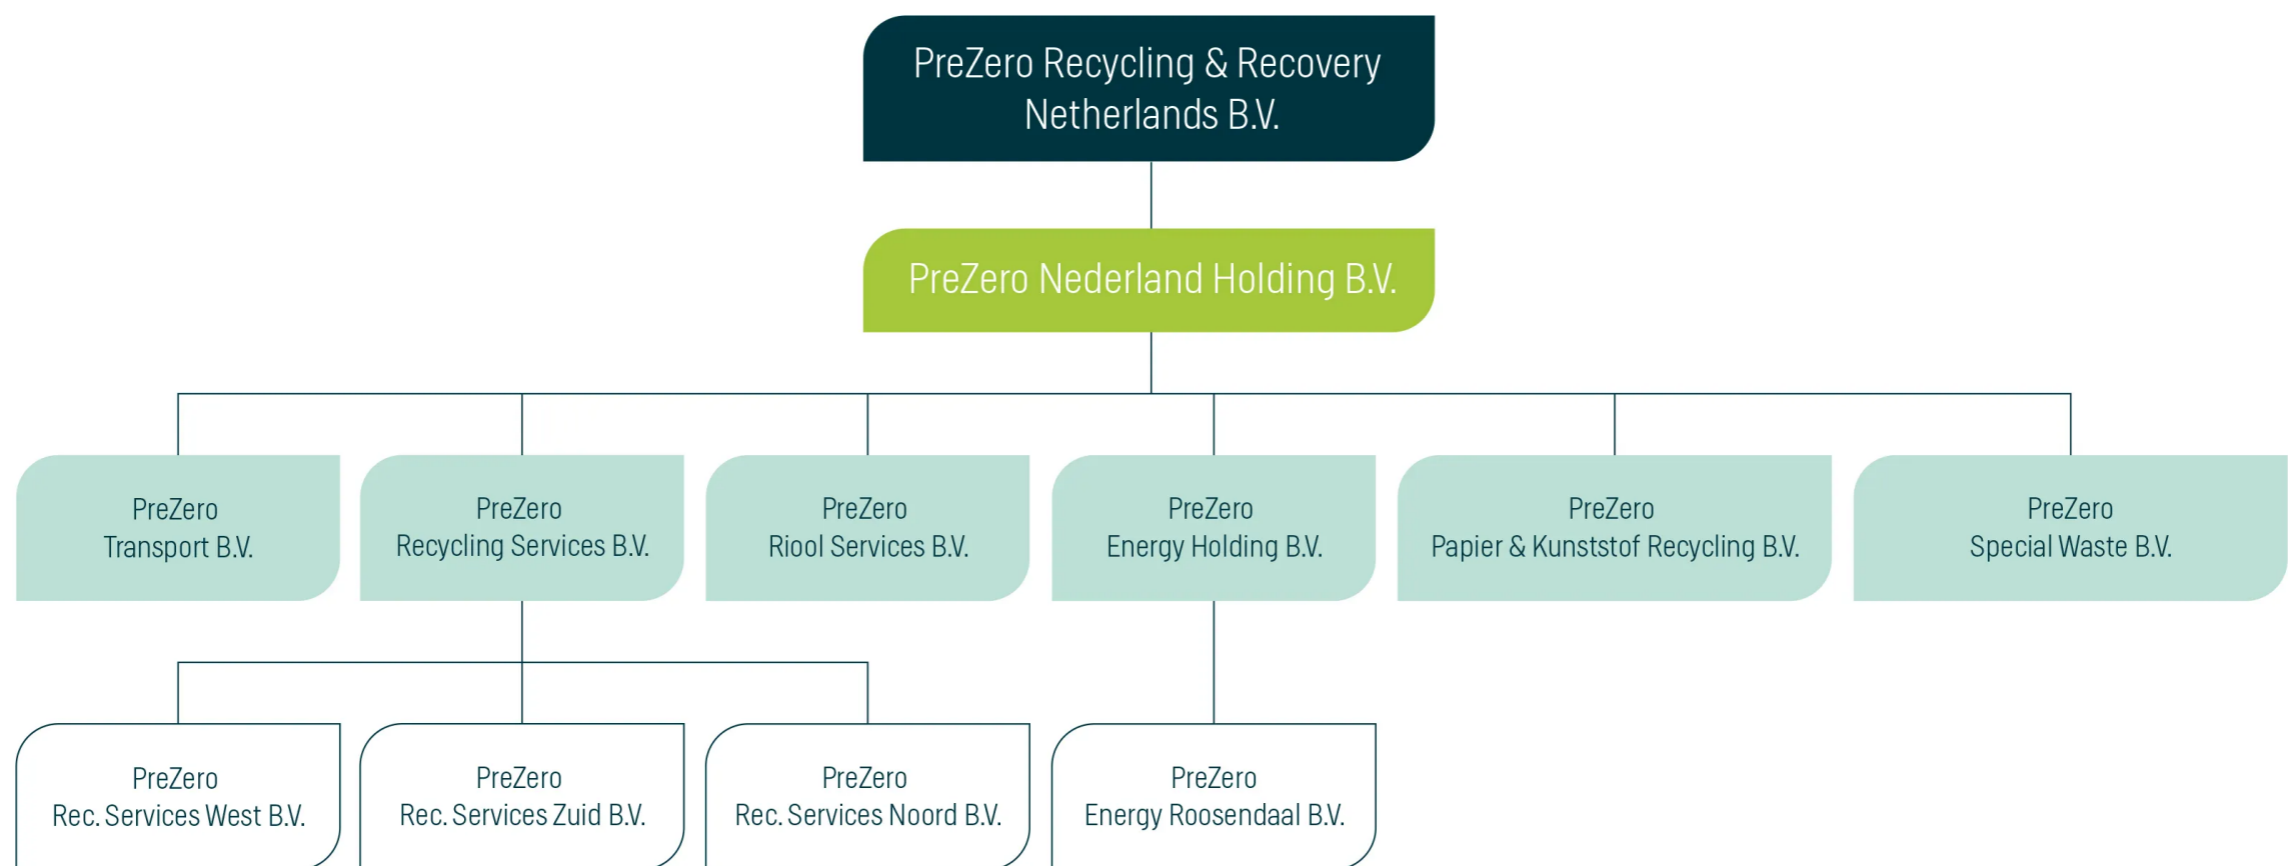 PreZero Recycling & Recovery
Netherlands B.V.
PreZero Nederland Holding B.V.
PreZero
Transport B.V.
PreZero
Recycling Services B.V.
PreZero
Riool Services B.V.
PreZero
Energy Holding B.V.
PreZero
Papier & Kunststof Recycling B.V.
PreZero
Special Waste B.V.
PreZero
Rec. Services West B.V.
PreZero
Rec. Services Zuid B.V.
PreZero
Rec. Services Noord B.V.
PreZero
Energy Roosendaal B.V.